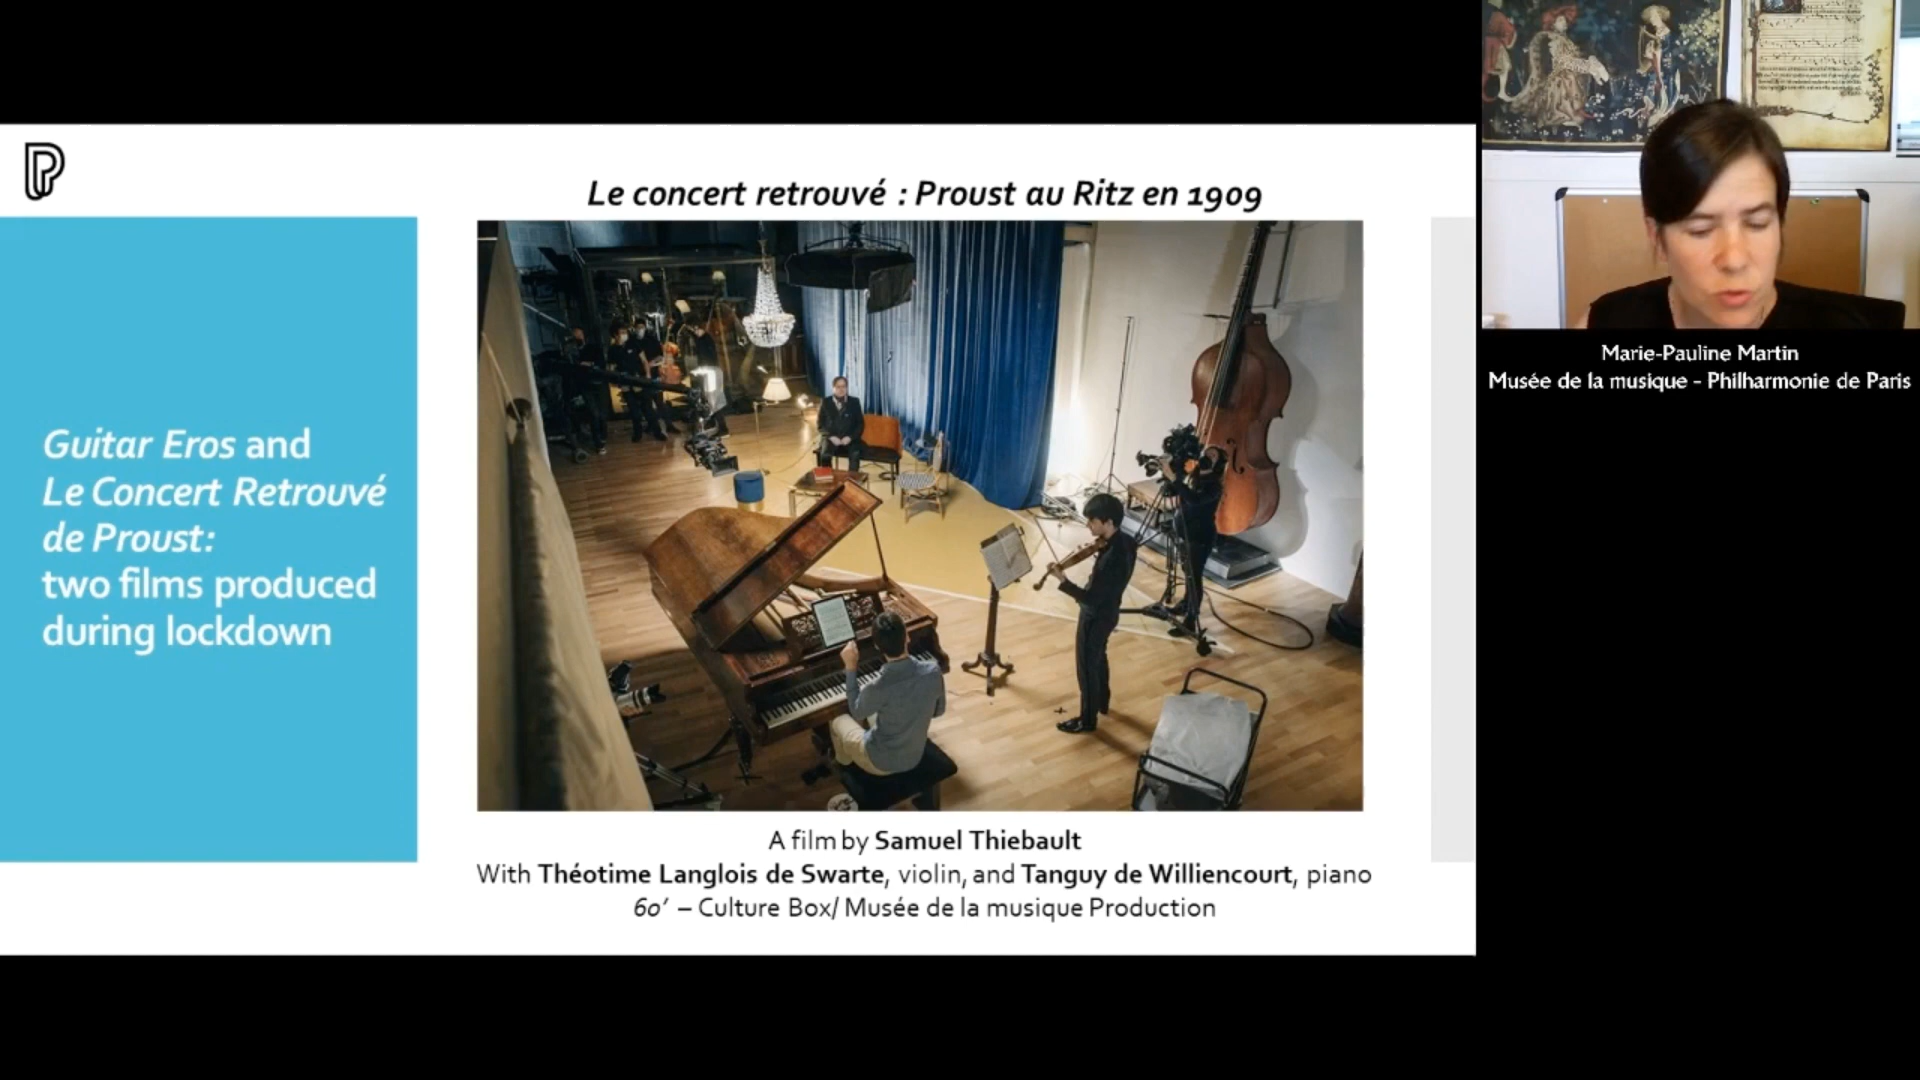 Le concert retrouvé : Proust au Ritz en 1909
Guitar Eros and
Le Concert Retrouvé
de Proust:
two films produced
during lockdown
A film by Samuel Thiebault
With Théotime Langlois de Swarte, violin, and Tanguy de Williencourt, piano
60’ – Culture Box/ Musée de la musique Production
Marie-Pauline Martin
Musée de la musique - Philharmonie de Paris